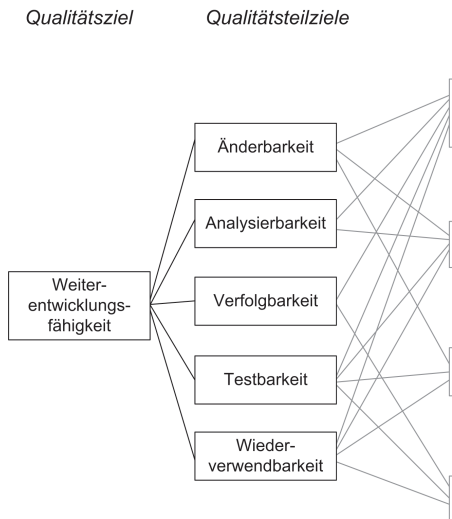 Qualitätsziel
Qualitätsteilziele
Änderbarkeit
Analysierbarkeit
Weiter-
entwicklungs-
fähigkeit
Verfolgbarkeit
Testbarkeit
Wieder-
verwendbarkeit